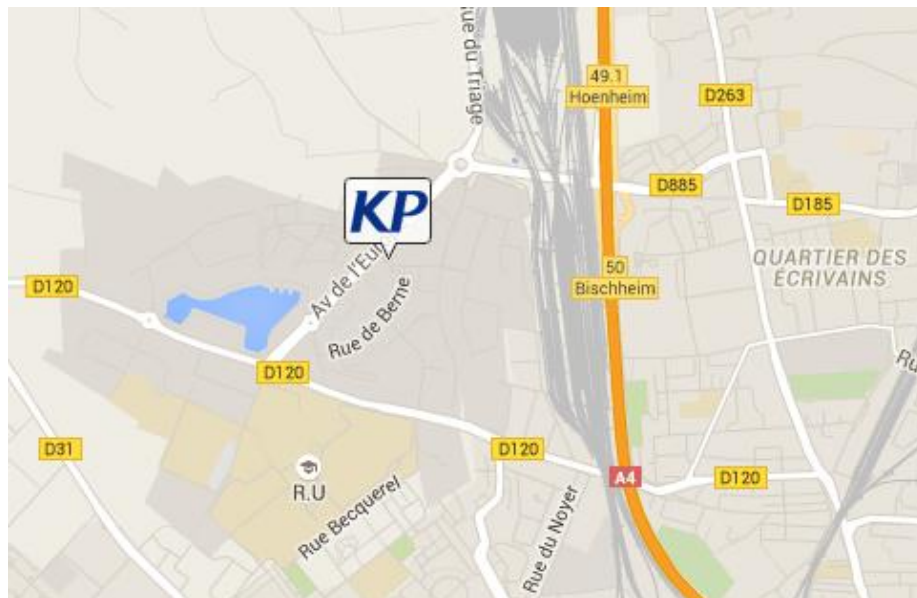 Rue du Triage
49.1
Hoenheim
D263
D885
D185
KP
QUARTIER DES
ÉCRIVAINS
Av de l'Eur
50
Bischheim
D120
Rue de Berne
D120
D31
D120
A4
D120
R.U
Rue Becquerel
Rue du Noyer